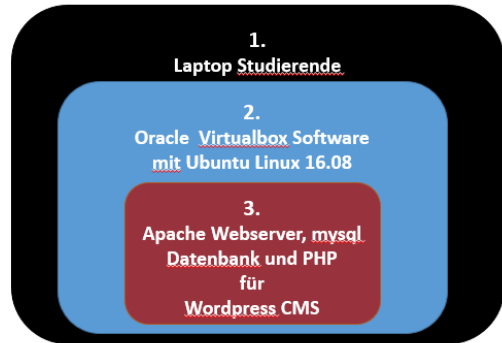 1.
Laptop Studierende
2.
Oracle Virtualbox Software
mit Ubuntu Linux 16.08
3.
Apache Webserver, mysql
Datenbank und PHP
für
Wordpress CMS